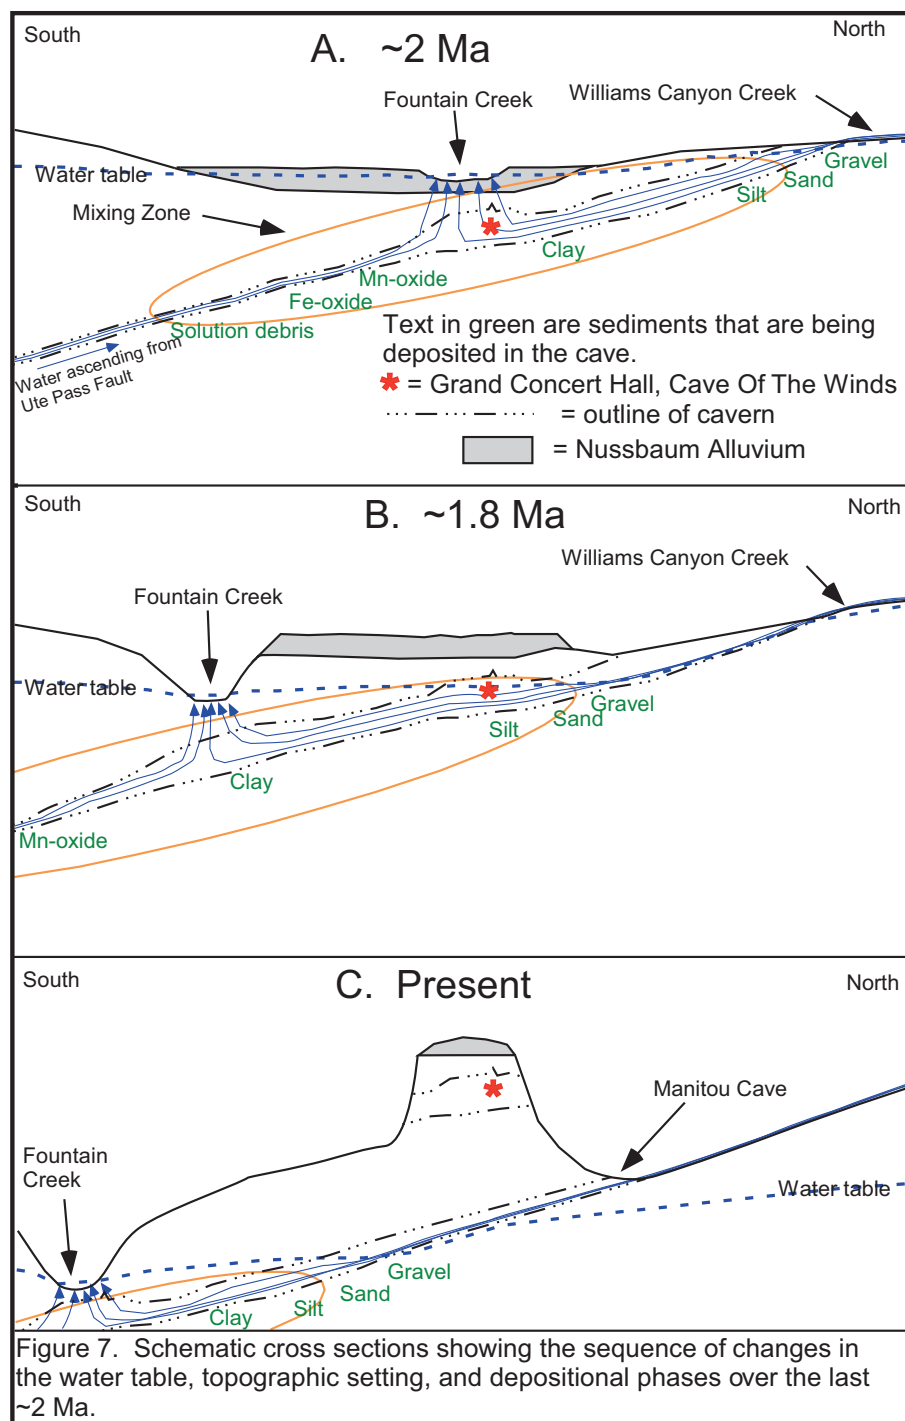 South
North
A. ~2 Ma
Fountain Creek
Williams Canyon Creek
Water table
Mixing Zone
Gravel
Sand
Silt
Clay
Mn-oxide
Fe-oxide
Solution debris
Water ascending from
Ute Pass Fault
Text in green are sediments that are being
deposited in the cave.
* = Grand Concert Hall, Cave Of The Winds
= outline of cavern
= Nussbaum Alluvium
South
North
B. ~1.8 Ma
Williams Canyon Creek
Fountain Creek
Water table
Gravel
Sand
Silt
Clay
Mn-oxide
South
North
C. Present
Manitou Cave
Fountain
Creek
Water table
Gravel
Sand
Silt
Clay
Figure 7. Schematic cross sections showing the sequence of changes in
the water table, topographic setting, and depositional phases over the last
~2 Ma.